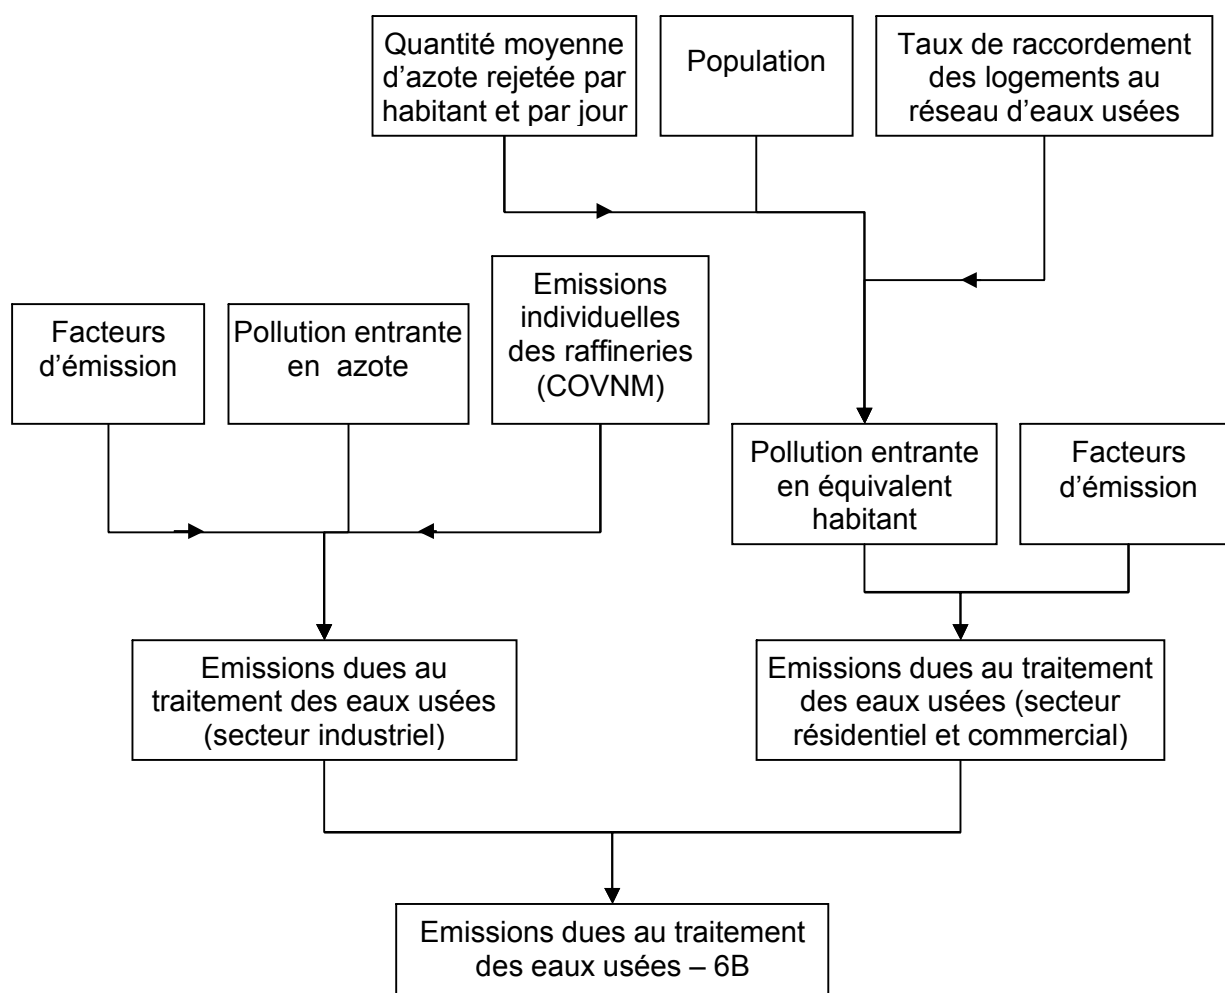 Quantité moyenne
d'azote rejetée par
habitant et par jour
Population
Taux de raccordement
des logements au
réseau d'eaux usées
Emissions
individuelles
des raffineries
(COVNM)
Facteurs
d'émission
Pollution entrante
en azote
Pollution entrante
en équivalent
habitant
Facteurs
d'émission
Emissions dues au
traitement des eaux usées
(secteur industriel)
Emissions dues au traitement
des eaux usées (secteur
résidentiel et commercial)
Emissions dues au traitement
des eaux usées – 6B